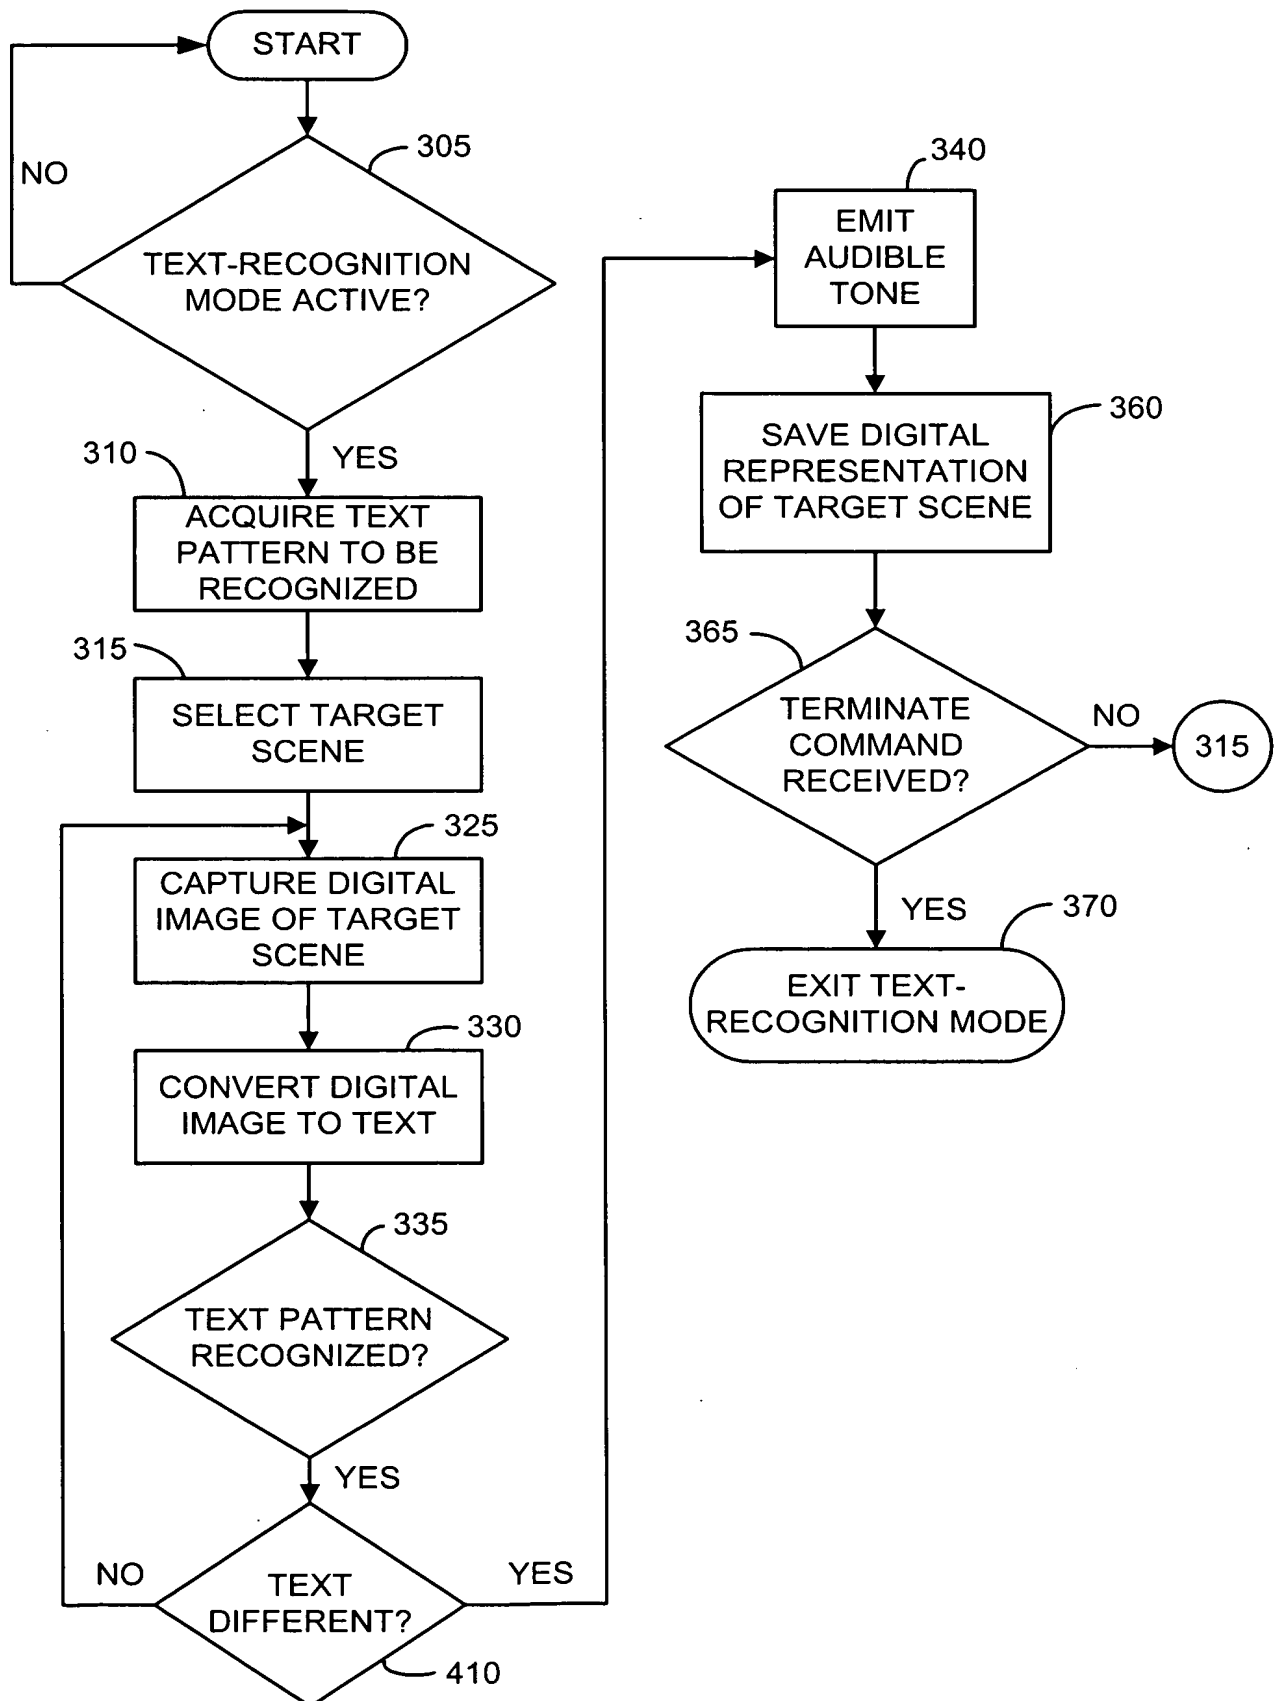 START
NO
305
TEXT-RECOGNITION
MODE ACTIVE?
YES
310
ACQUIRE TEXT
PATTERN TO BE
RECOGNIZED
315
SELECT TARGET
SCENE
325
CAPTURE DIGITAL
IMAGE OF TARGET
SCENE
330
CONVERT DIGITAL
IMAGE TO TEXT
335
TEXT PATTERN
RECOGNIZED?
YES
NO
TEXT
DIFFERENT?
YES
410
340
EMIT
AUDIBLE
TONE
360
SAVE DIGITAL
REPRESENTATION
OF TARGET SCENE
365
TERMINATE
COMMAND
RECEIVED?
NO
315
YES
370
EXIT TEXT-
RECOGNITION MODE